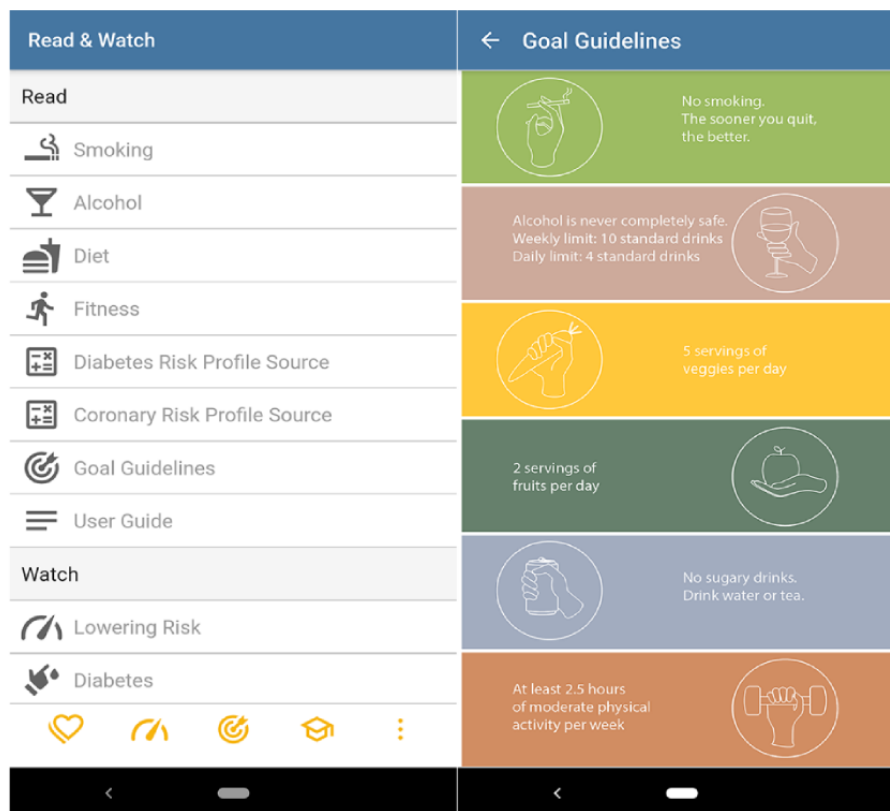 Read & Watch
Read
Smoking
Alcohol
Diet
Fitness
Diabetes Risk Profile Source
Coronary Risk Profile Source
Goal Guidelines
User Guide
Watch
Lowering Risk
Diabetes
Goal Guidelines
No smoking.
The sooner you quit,
the better.
Alcohol is never completely safe.
Weekly limit: 10 standard drinks
Daily limit: 4 standard drinks
5 servings of
veggies per day
2 servings of
fruits per day
No sugary drinks.
Drink water or tea.
At least 2.5 hours
of moderate physical
activity per week